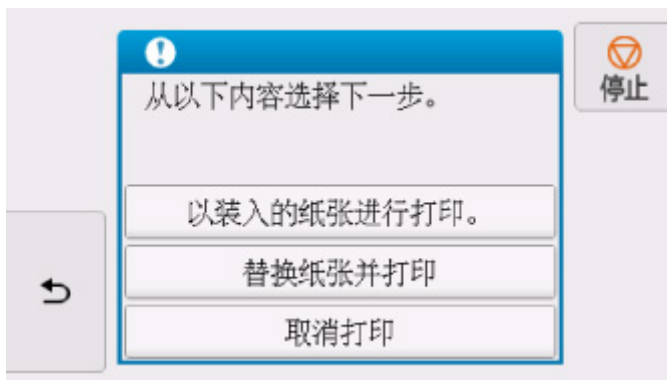 从以下内容选择下一步。
停止
以装入的纸张进行打印。
替换纸张并打印
取消打印